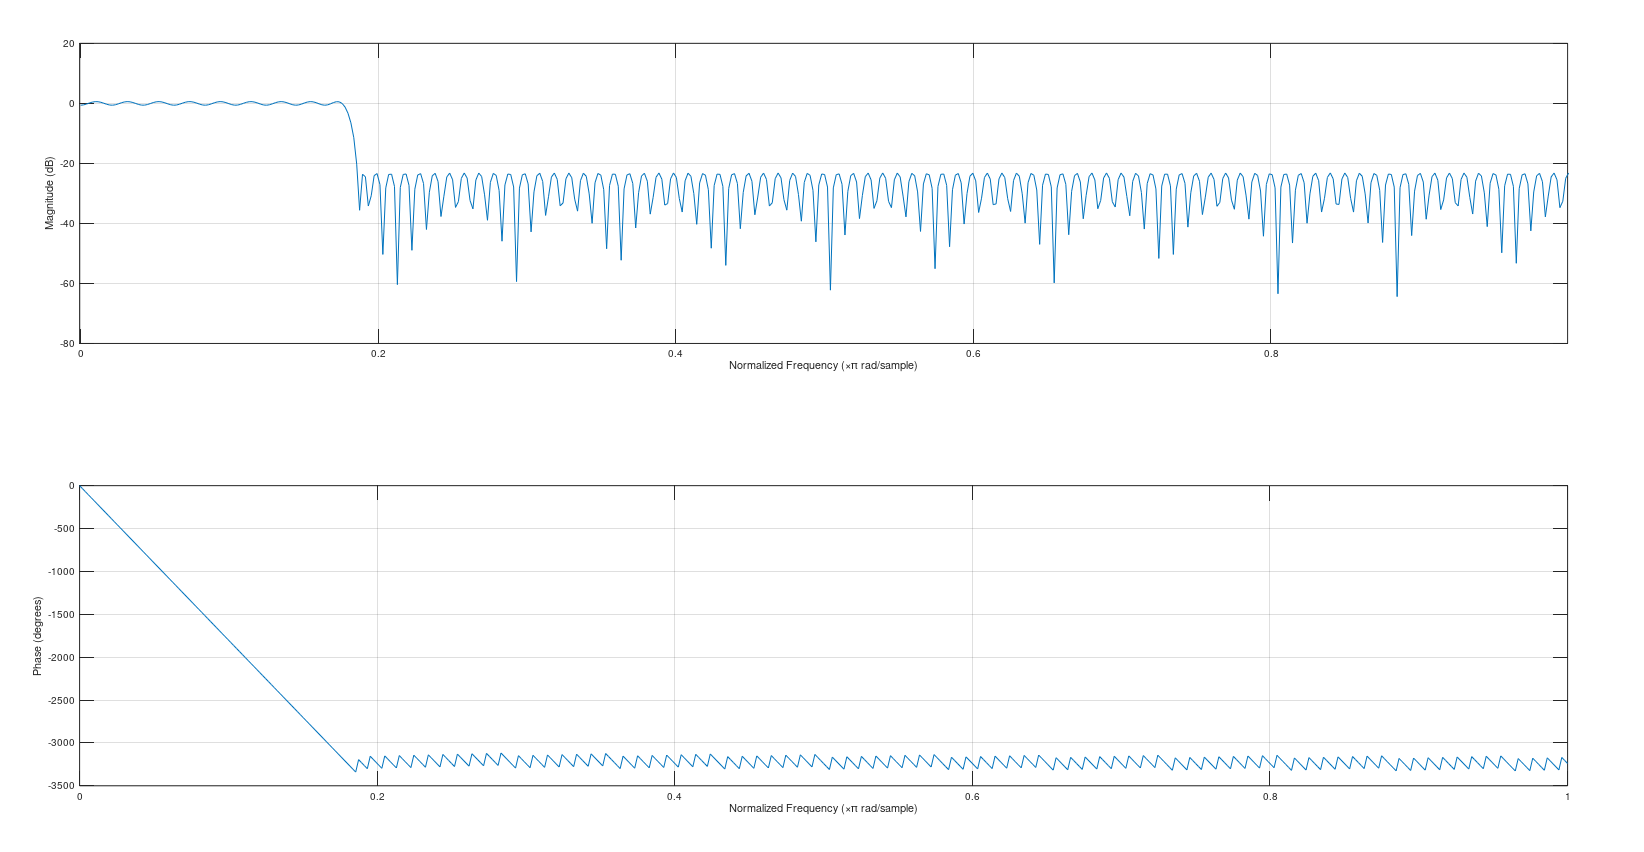 20
0
-20
-40
-60
-80
Magnitude (dB)
0 0.2 0.4 0.6 0.8
Normalized Frequency (×π rad/sample)
0
-500
-1000
-1500
-2000
-2500
-3000
-3500
Phase (degrees)
0 0.2 0.4 0.6 0.8 1
Normalized Frequency (×π rad/sample)